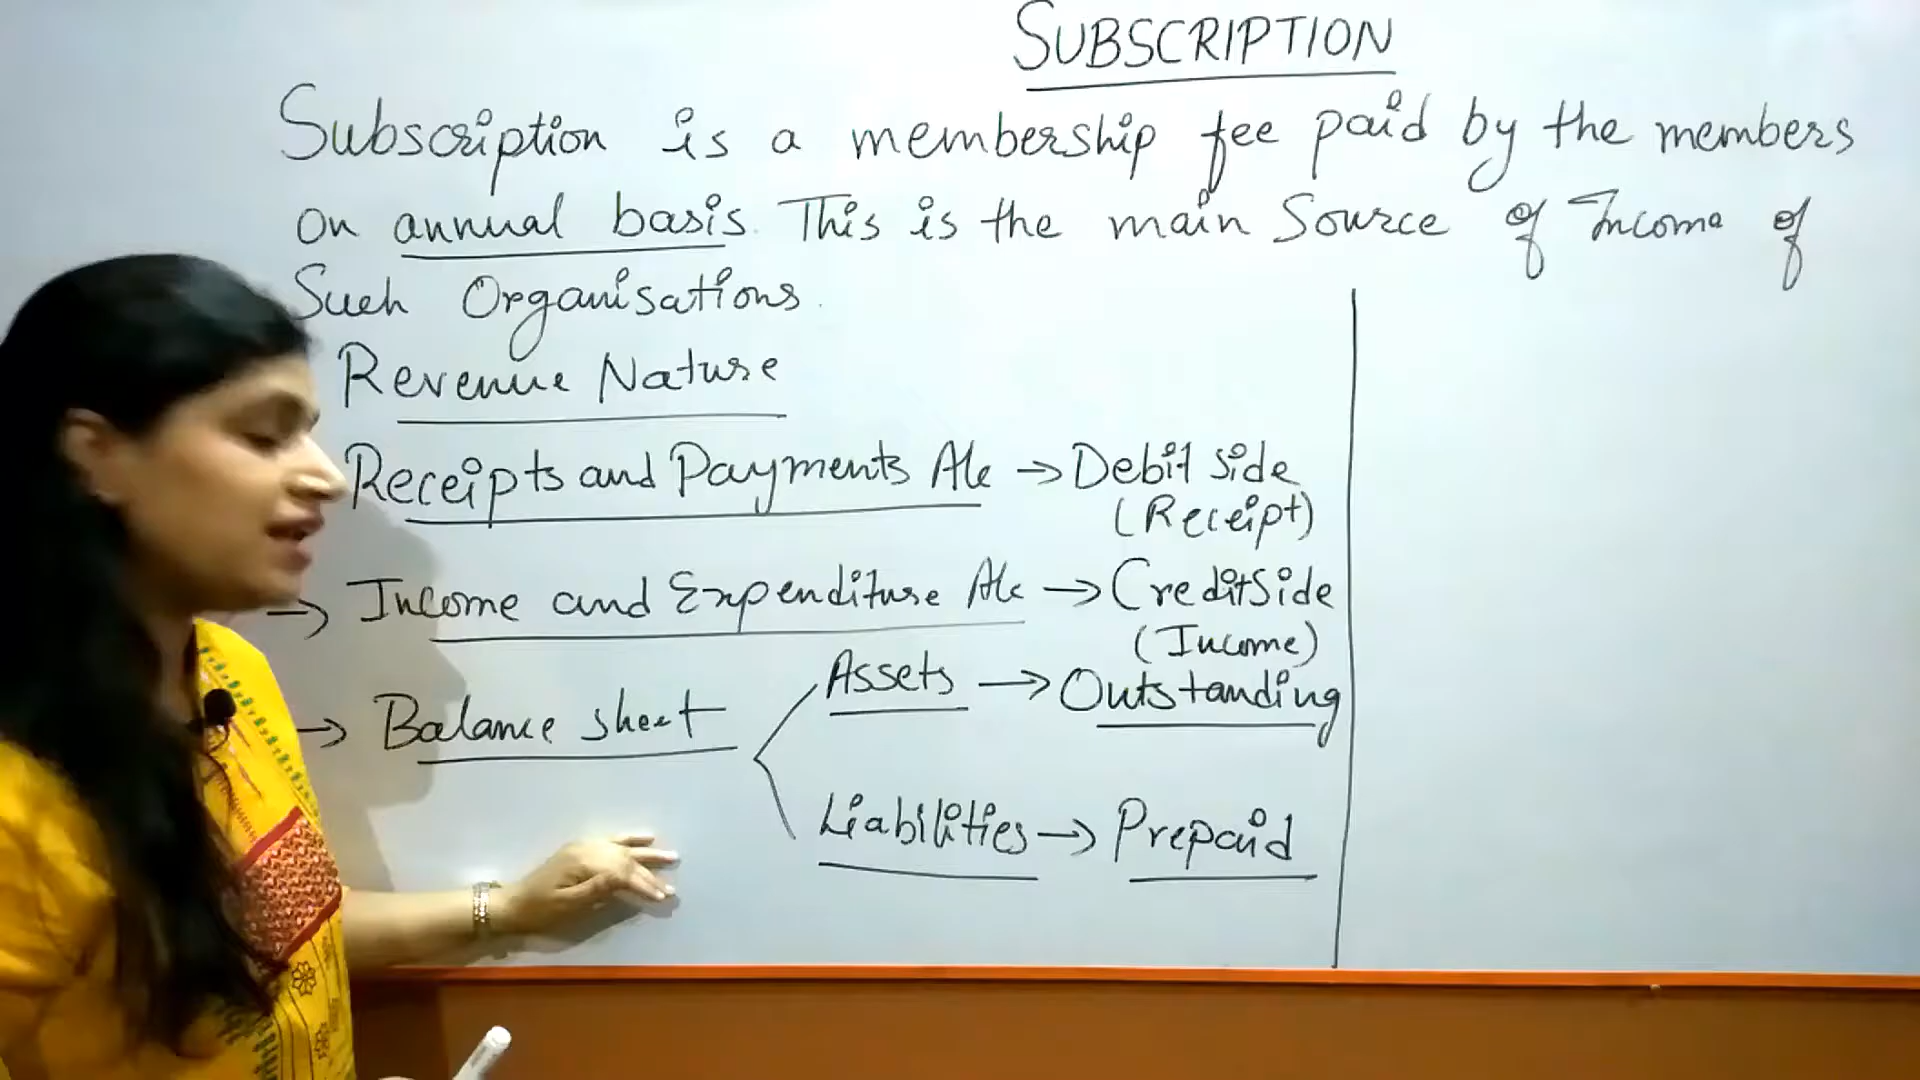 SUBSCRIPTION
Subscription is a membership fee paid by the members
on annual basis. This is the main Source of Income of
Such Organisations.
Revenue Nature
Receipts and Payments A/c → Debit side
(Receipt)
→ Income and Expenditure A/c → Credit Side
(Income)
Assets → Outstanding
→ Balance sheet
Liabilities → Prepaid